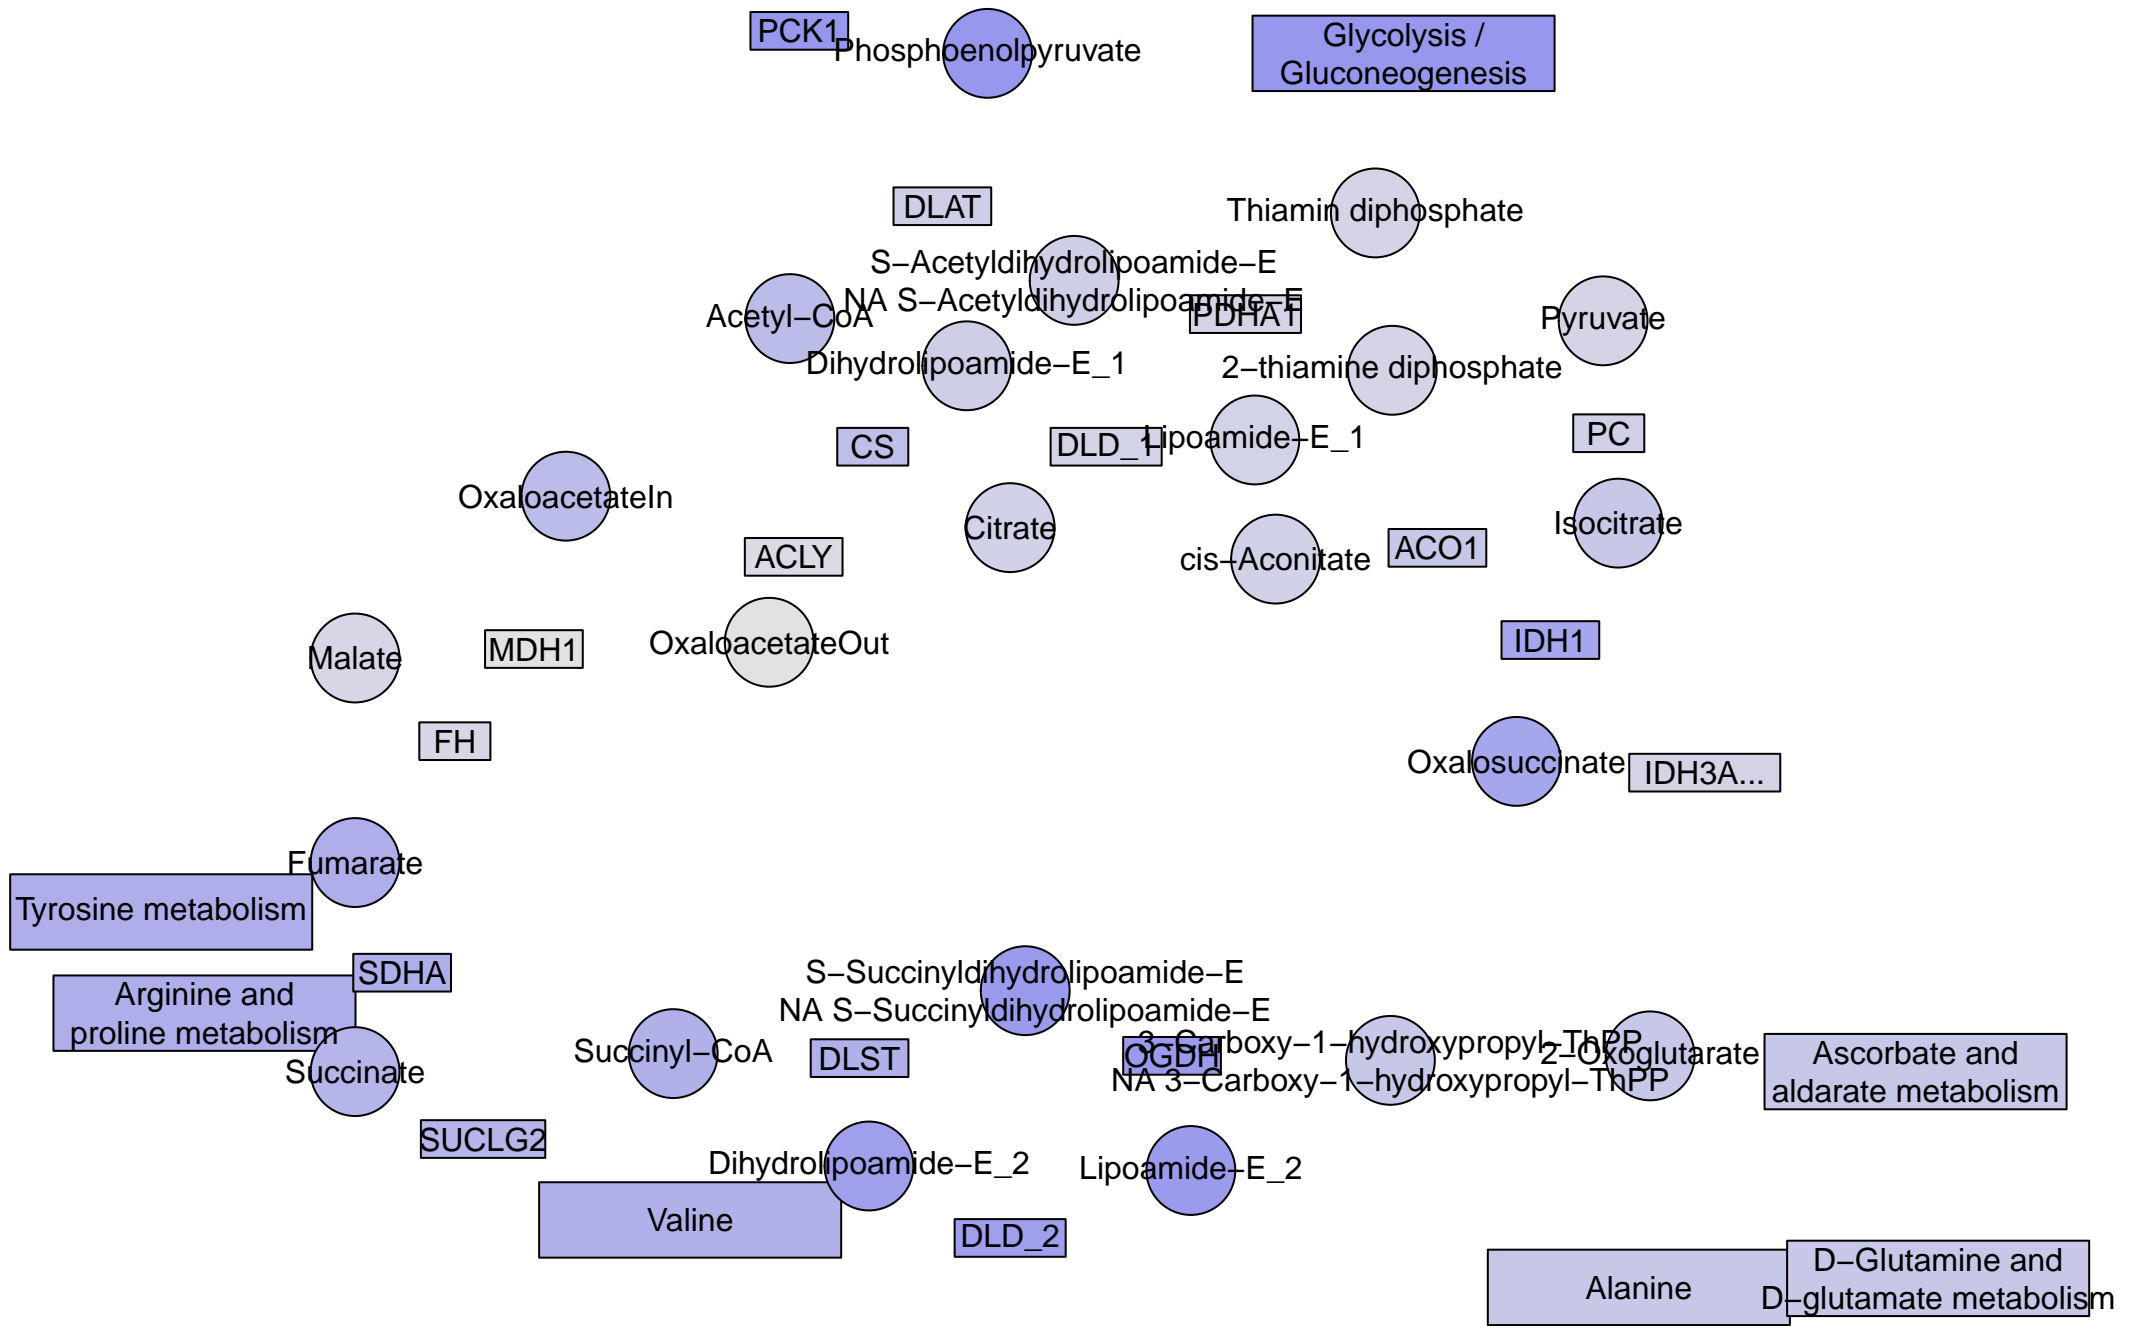 PCK1
Phosphoenolpyruvate
Glycolysis /
Gluconeogenesis
DLAT
Thiamin diphosphate
S−Acetyldihydrolipoamide−E
NA S−Acetyldihydrolipoamide−E
Acetyl−CoA
PDHA1
Pyruvate
Dihydrolipoamide−E_1
2−thiamine diphosphate
CS
DLD_1
Lipoamide−E_1
PC
OxaloacetateIn
Citrate
Isocitrate
ACLY
cis−Aconitate
ACO1
Malate
MDH1
OxaloacetateOut
IDH1
FH
Oxalosuccinate
IDH3A...
Fumarate
Tyrosine metabolism
SDHA
Arginine and
proline metabolism
S−Succinyldihydrolipoamide−E
NA S−Succinyldihydrolipoamide−E
Succinate
Succinyl−CoA
DLST
OGDH
3−Carboxy−1−hydroxypropyl−ThPP
NA 3−Carboxy−1−hydroxypropyl−ThPP
2−Oxoglutarate
Ascorbate and
aldarate metabolism
SUCLG2
Dihydrolipoamide−E_2
Lipoamide−E_2
Valine
DLD_2
Alanine
D−Glutamine and
D−glutamate metabolism